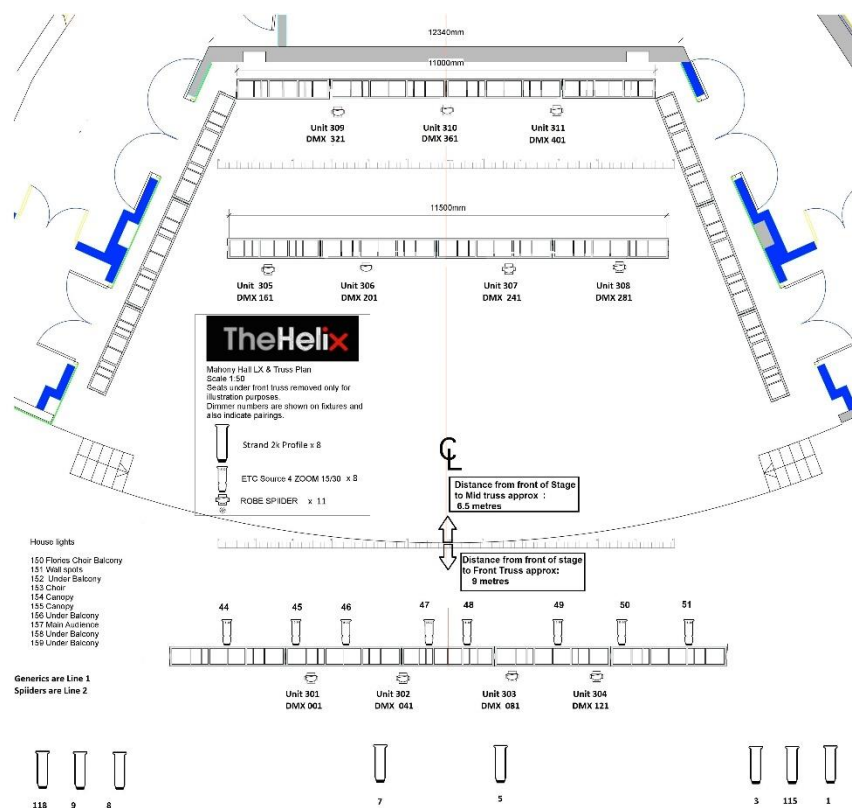 12340mm
11000mm
Unit 309
DMX 321
Unit 310
DMX 361
Unit 311
DMX 401
11500mm
Unit 305
DMX 161
Unit 306
DMX 201
Unit 307
DMX 241
Unit 308
DMX 281
TheHelix
Mahony Hall LX & Truss Plan
Scale 1:50
Seats under front truss removed only for
illustration purposes.
Dimmer numbers are shown on fixtures and
also indicate pairings.
Strand 2k Profile x 8
ETC Source 4 ZOOM 15/30 x 8
ROBE SPIIDER x 11
CL
Distance from front of Stage
to Mid truss approx :
6.5 metres
Distance from front of stage
to Front Truss approx:
9 metres
House lights
150 Flories Choir Balcony
151 Wall spots
152 Under Balcony
153 Choir
154 Canopy
155 Canopy
156 Under Balcony
157 Main Audience
158 Under Balcony
159 Under Balcony
44 45 46 47 48 49 50 51
Generics are Line 1
Spiiders are Line 2
Unit 301
DMX 001
Unit 302
DMX 041
Unit 303
DMX 081
Unit 304
DMX 121
118 9 8 7 5 3 115 1